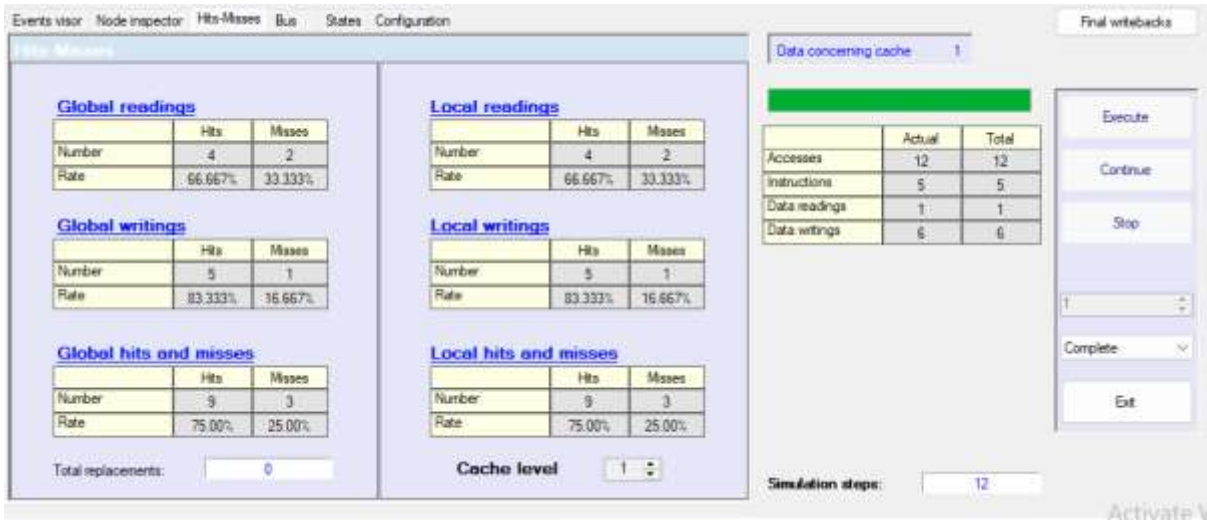 Events visor Node inspector Hits-Misses Bus States Configuration
Final writebacks
Hits-Misses
Data concerning cache 1
Global readings
Hits Misses
Number 4 2
Rate 66.667% 33.333%
Global writings
Hits Misses
Number 5 1
Rate 83.333% 16.667%
Global hits and misses
Hits Misses
Number 9 3
Rate 75.00% 25.00%
Total replacements: 0
Local readings
Hits Misses
Number 4 2
Rate 66.667% 33.333%
Local writings
Hits Misses
Number 5 1
Rate 83.333% 16.667%
Local hits and misses
Hits Misses
Number 9 3
Rate 75.00% 25.00%
Cache level 1
Actual Total
Accesses 12 12
Instructions 5 5
Data readings 1 1
Data writings 6 6
Simulation steps: 12
Execute
Continue
Stop
1
Complete
Exit
Activate